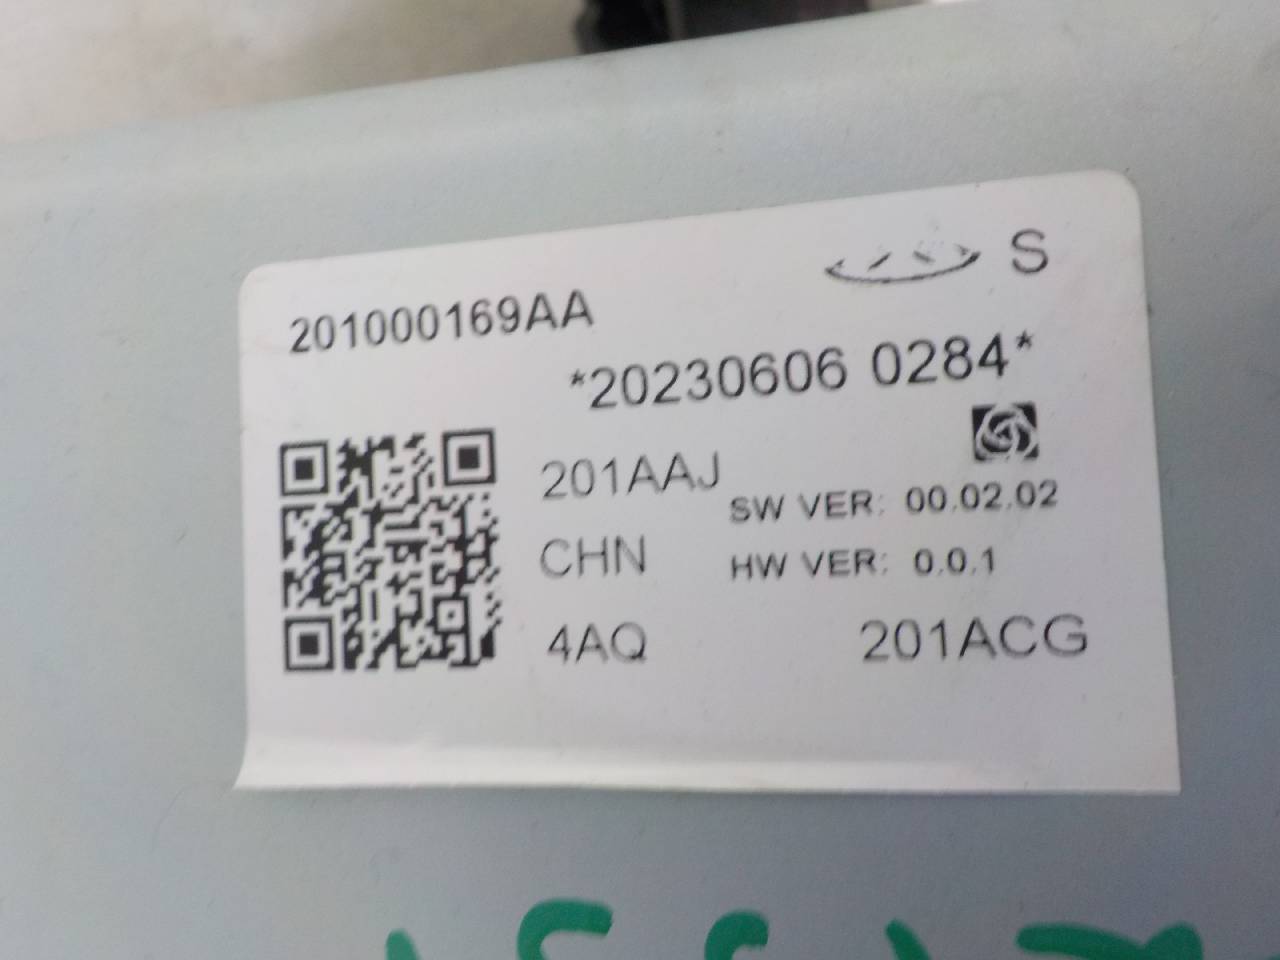 S
201000169AA
*20230606 0284*
201AAJ
SW VER: 00.02.02
CHN
HW VER: 0.0.1
4AQ
201ACG